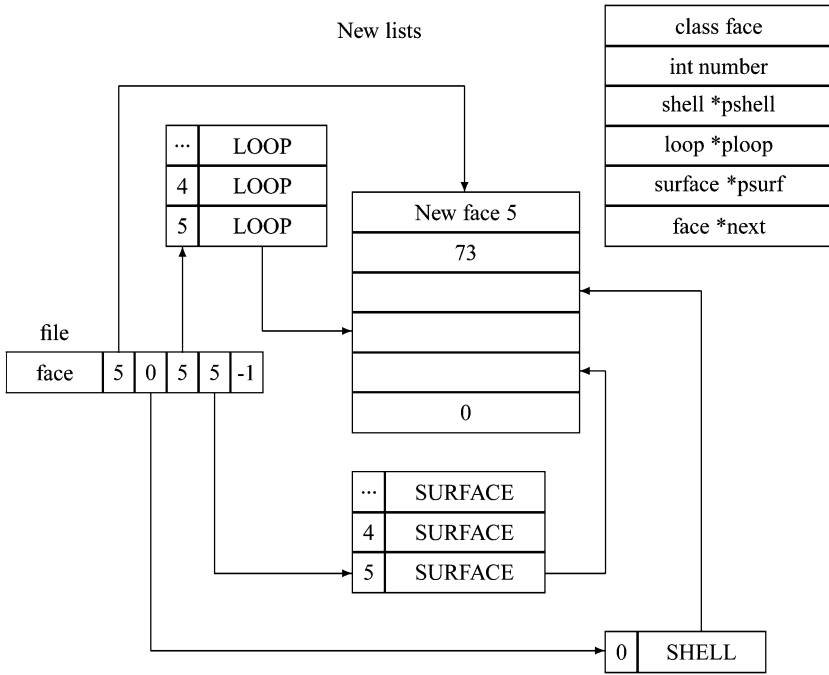 New lists
class face
int number
shell *pshell
loop *ploop
surface *psurf
face *next
... LOOP
4 LOOP
5 LOOP
New face 5
73
0
file
face 5 0 5 5 -1
... SURFACE
4 SURFACE
5 SURFACE
0 SHELL